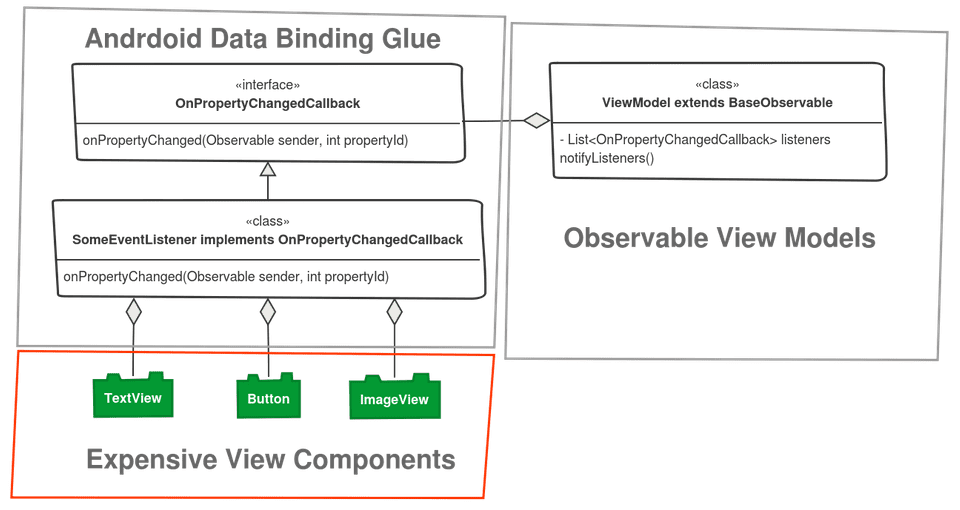 Andrdoid Data Binding Glue
«interface»
OnPropertyChangedCallback
onPropertyChanged(Observable sender, int propertyId)
«class»
SomeEventListener implements OnPropertyChangedCallback
onPropertyChanged(Observable sender, int propertyId)
«class»
ViewModel extends BaseObservable
- List<OnPropertyChangedCallback> listeners
notifyListeners()
Observable View Models
TextView
Button
ImageView
Expensive View Components